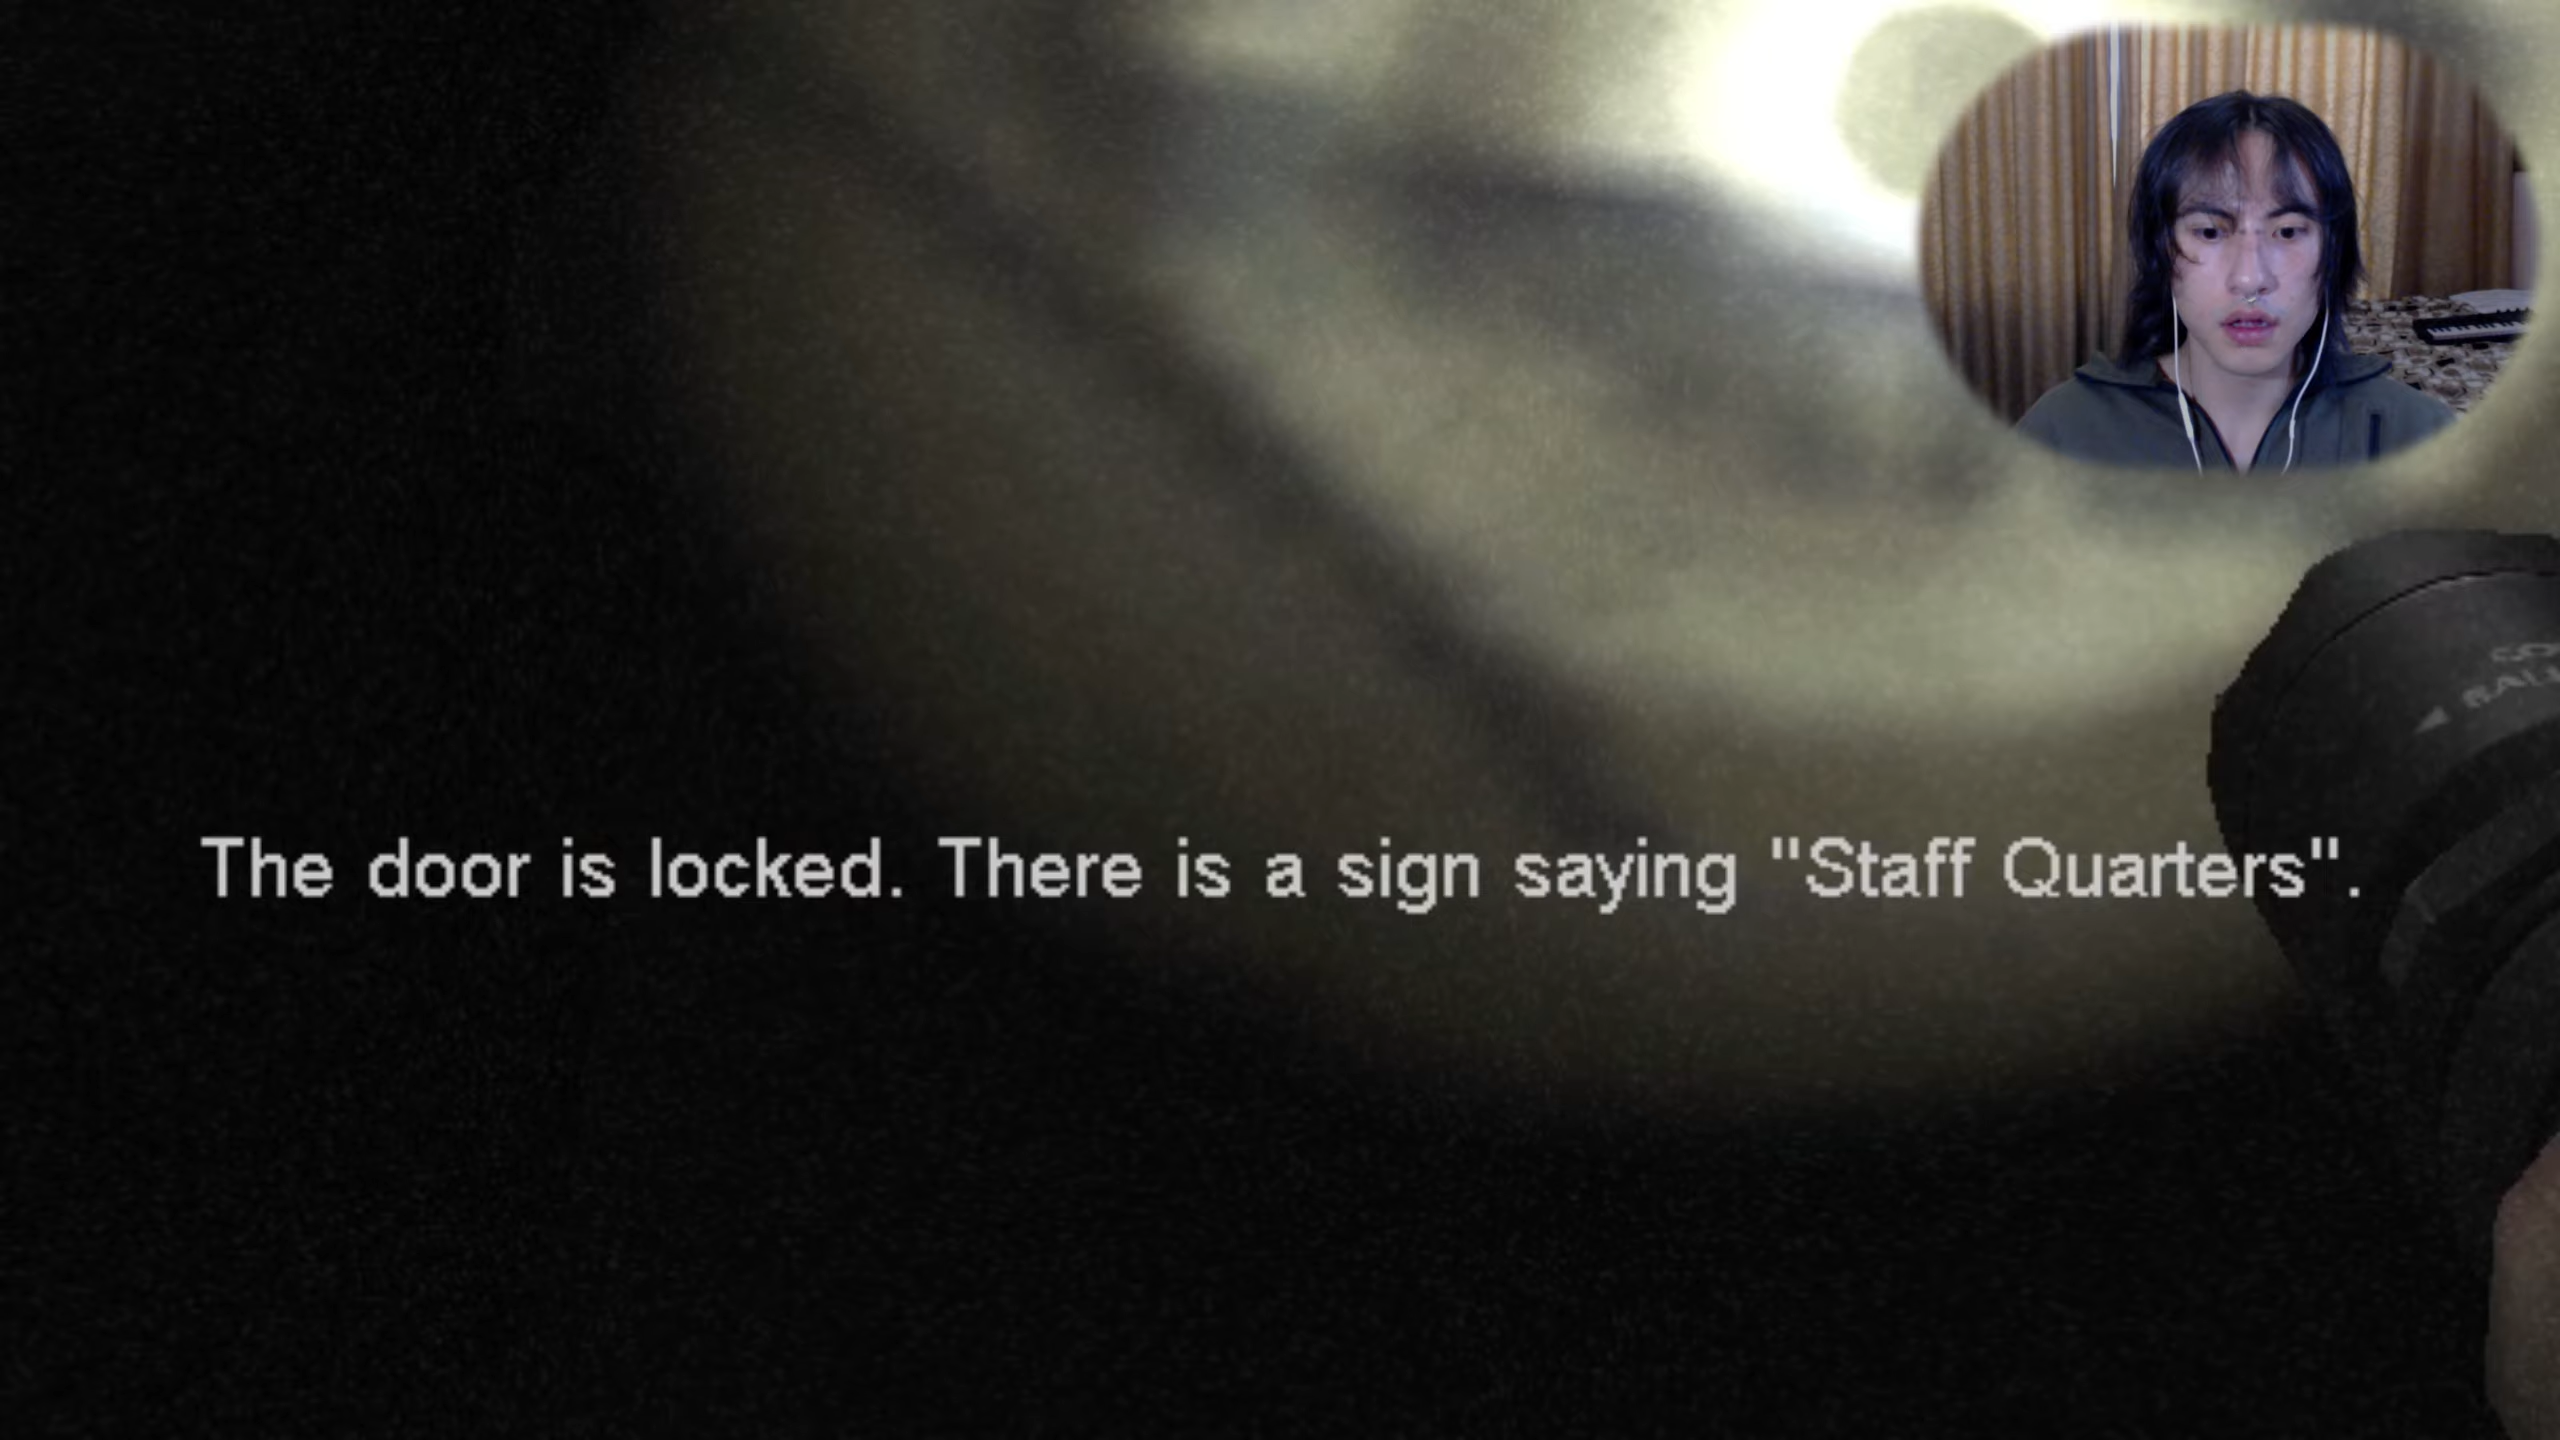 The door is locked. There is a sign saying "Staff Quarters".